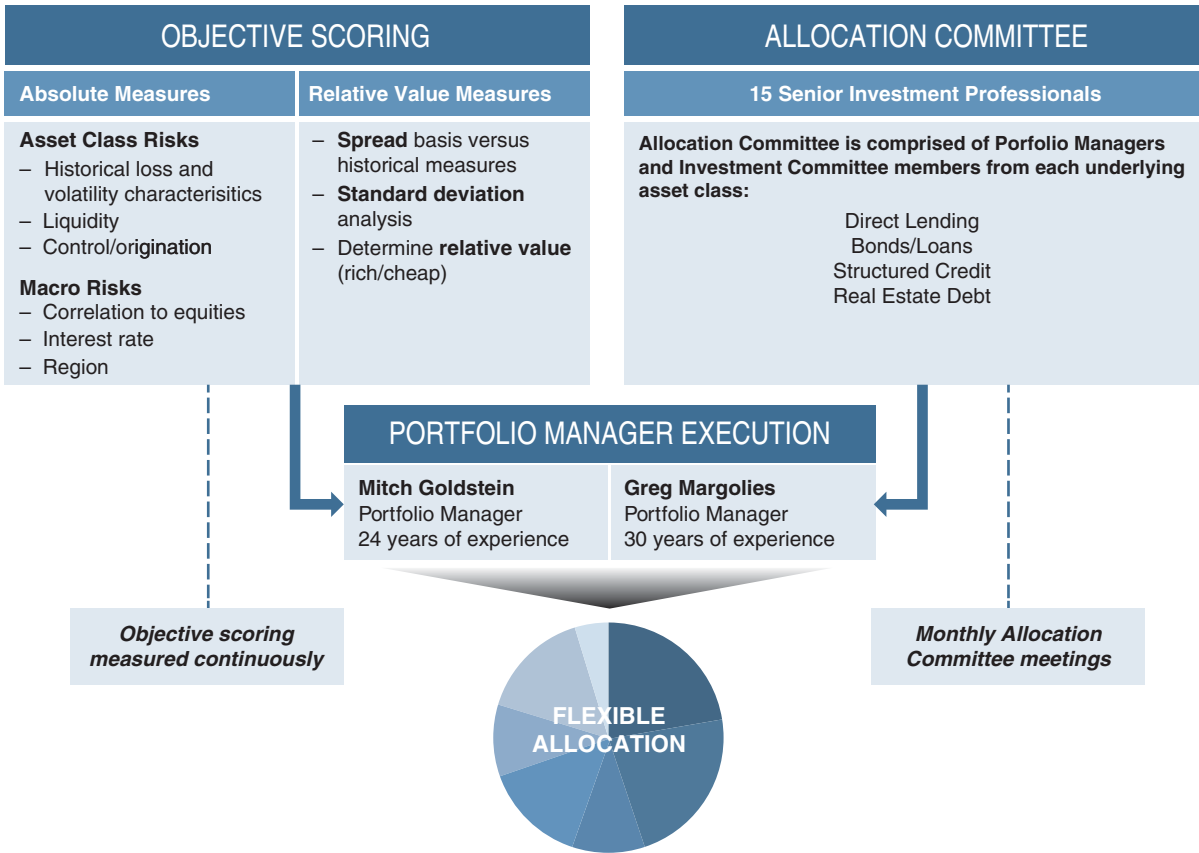 OBJECTIVE SCORING
Absolute Measures
Asset Class Risks
– Historical loss and
volatility characterisitics
– Liquidity
– Control/origination
Macro Risks
– Correlation to equities
– Interest rate
– Region
Relative Value Measures
– Spread basis versus
historical measures
– Standard deviation
analysis
– Determine relative value
(rich/cheap)
ALLOCATION COMMITTEE
15 Senior Investment Professionals
Allocation Committee is comprised of Porfolio Managers
and Investment Committee members from each underlying
asset class:
Direct Lending
Bonds/Loans
Structured Credit
Real Estate Debt
PORTFOLIO MANAGER EXECUTION
Mitch Goldstein
Portfolio Manager
24 years of experience
Greg Margolies
Portfolio Manager
30 years of experience
Objective scoring
measured continuously
Monthly Allocation
Committee meetings
FLEXIBLE
ALLOCATION